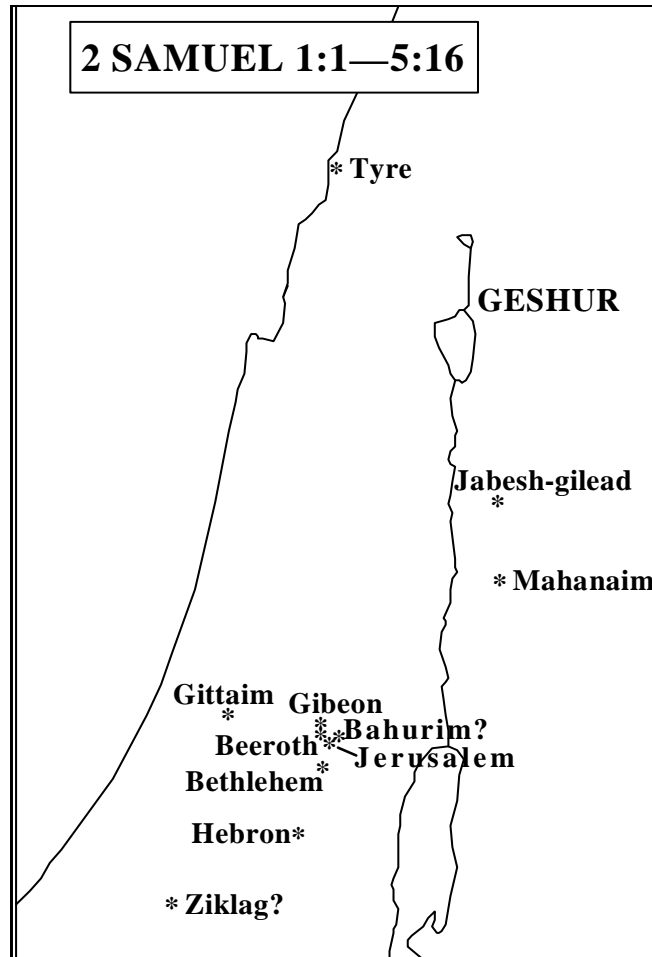 2 SAMUEL 1:1—5:16
* Tyre
GESHUR
Jabesh-gilead
*
* Mahanaim
Gittaim
*
Gibeon
*
* * Bahurim?
Beeroth *
Jerusalem
Bethlehem *
Hebron *
* Ziklag?